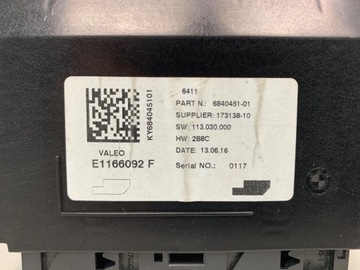 6411
PART N.: 6840451-01
SUPPLIER: 173138-10
SW: 113.030.000
HW: 2B8C
DATE: 13.06.16
Serial NO.: 0117
KY684045101
VALEO
E1166092 F